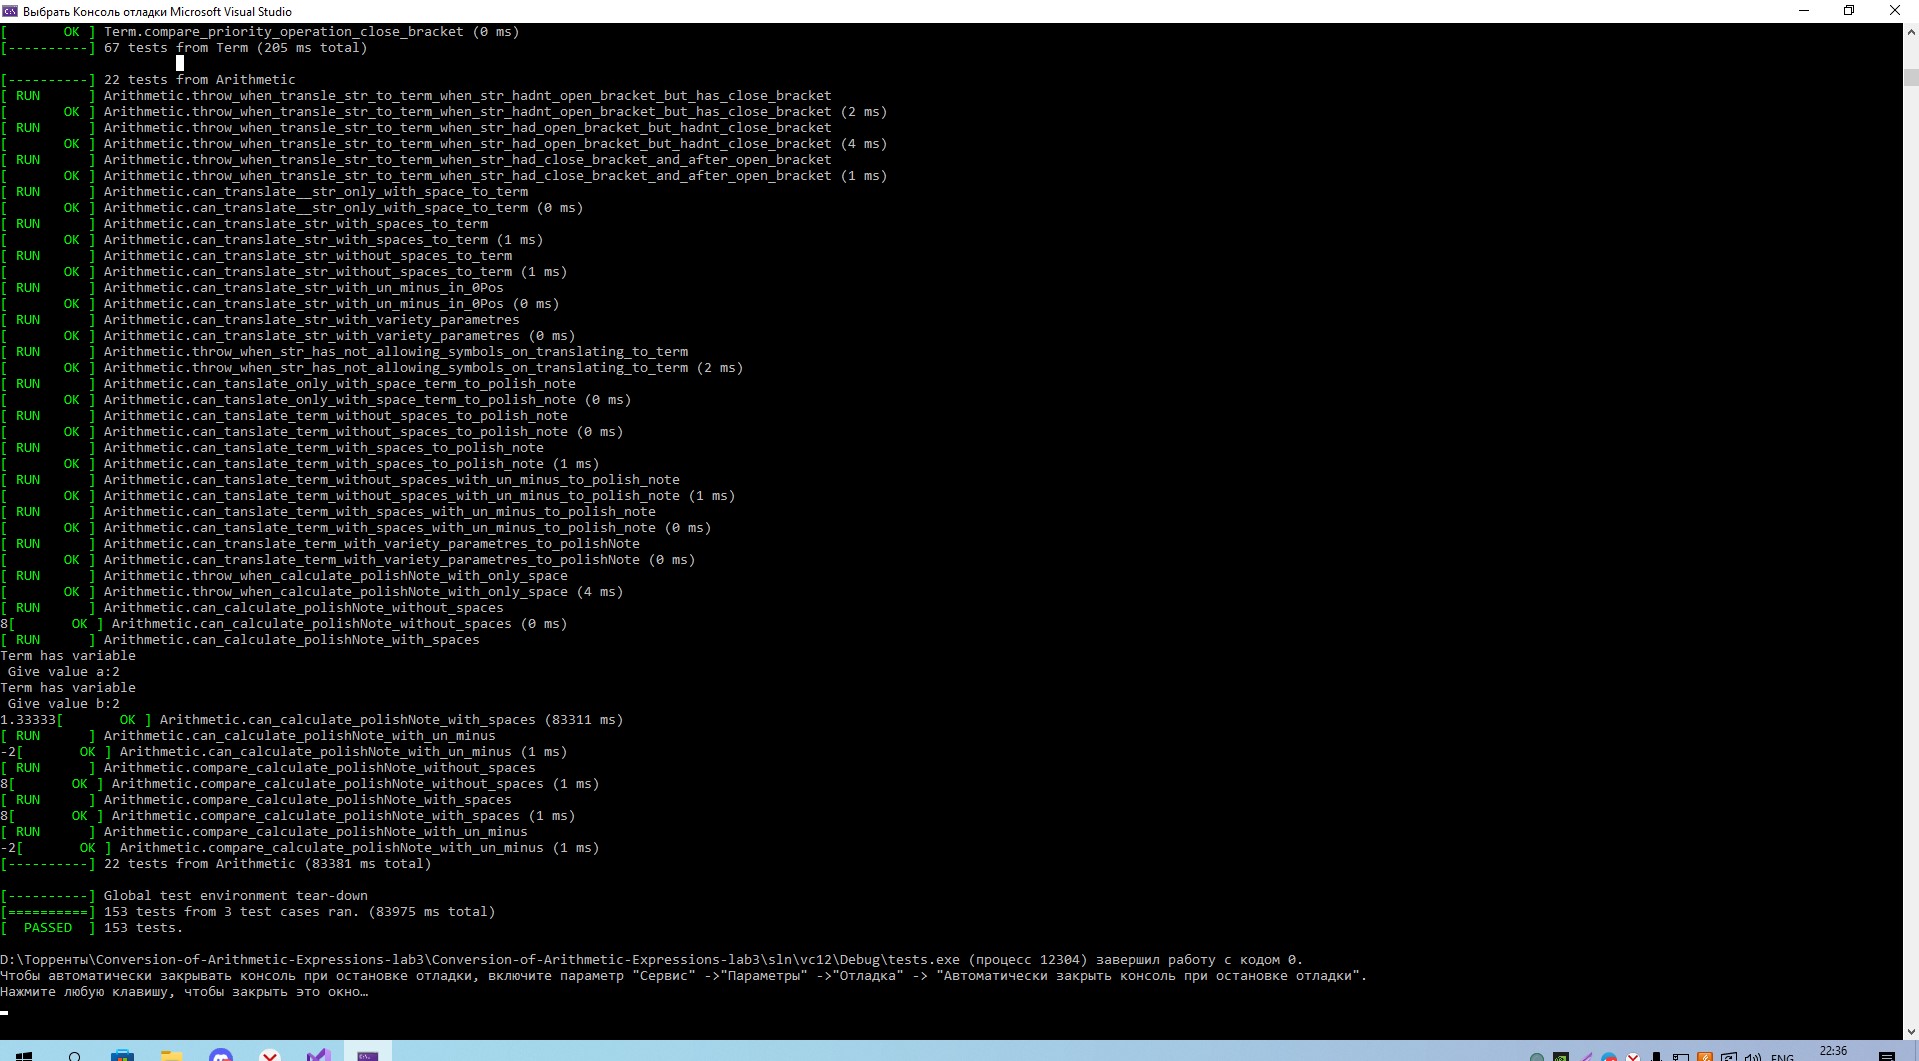 Выбрать Консоль отладки Microsoft Visual Studio
[       OK ] Term.compare_priority_operation_close_bracket (0 ms)
[----------] 67 tests from Term (205 ms total)
[----------] 22 tests from Arithmetic
[ RUN      ] Arithmetic.throw_when_transle_str_to_term_when_str_hadnt_open_bracket_but_has_close_bracket
[       OK ] Arithmetic.throw_when_transle_str_to_term_when_str_hadnt_open_bracket_but_has_close_bracket (2 ms)
[ RUN      ] Arithmetic.throw_when_transle_str_to_term_when_str_had_open_bracket_but_hadnt_close_bracket
[       OK ] Arithmetic.throw_when_transle_str_to_term_when_str_had_open_bracket_but_hadnt_close_bracket (4 ms)
[ RUN      ] Arithmetic.throw_when_transle_str_to_term_when_str_had_close_bracket_and_after_open_bracket
[       OK ] Arithmetic.throw_when_transle_str_to_term_when_str_had_close_bracket_and_after_open_bracket (1 ms)
[ RUN      ] Arithmetic.can_translate__str_only_with_space_to_term
[       OK ] Arithmetic.can_translate__str_only_with_space_to_term (0 ms)
[ RUN      ] Arithmetic.can_translate_str_with_spaces_to_term
[       OK ] Arithmetic.can_translate_str_with_spaces_to_term (1 ms)
[ RUN      ] Arithmetic.can_translate_str_without_spaces_to_term
[       OK ] Arithmetic.can_translate_str_without_spaces_to_term (1 ms)
[ RUN      ] Arithmetic.can_translate_str_with_un_minus_in_0Pos
[       OK ] Arithmetic.can_translate_str_with_un_minus_in_0Pos (0 ms)
[ RUN      ] Arithmetic.can_translate_str_with_variety_parametres
[       OK ] Arithmetic.can_translate_str_with_variety_parametres (0 ms)
[ RUN      ] Arithmetic.throw_when_str_has_not_allowing_symbols_on_translating_to_term
[       OK ] Arithmetic.throw_when_str_has_not_allowing_symbols_on_translating_to_term (2 ms)
[ RUN      ] Arithmetic.can_tanslate_only_with_space_term_to_polish_note
[       OK ] Arithmetic.can_tanslate_only_with_space_term_to_polish_note (0 ms)
[ RUN      ] Arithmetic.can_tanslate_term_without_spaces_to_polish_note
[       OK ] Arithmetic.can_tanslate_term_without_spaces_to_polish_note (0 ms)
[ RUN      ] Arithmetic.can_tanslate_term_with_spaces_to_polish_note
[       OK ] Arithmetic.can_tanslate_term_with_spaces_to_polish_note (1 ms)
[ RUN      ] Arithmetic.can_tanslate_term_without_spaces_with_un_minus_to_polish_note
[       OK ] Arithmetic.can_tanslate_term_without_spaces_with_un_minus_to_polish_note (1 ms)
[ RUN      ] Arithmetic.can_tanslate_term_with_spaces_with_un_minus_to_polish_note
[       OK ] Arithmetic.can_tanslate_term_with_spaces_with_un_minus_to_polish_note (0 ms)
[ RUN      ] Arithmetic.can_translate_term_with_variety_parametres_to_polishNote
[       OK ] Arithmetic.can_translate_term_with_variety_parametres_to_polishNote (0 ms)
[ RUN      ] Arithmetic.throw_when_calculate_polishNote_with_only_space
[       OK ] Arithmetic.throw_when_calculate_polishNote_with_only_space (4 ms)
[ RUN      ] Arithmetic.can_calculate_polishNote_without_spaces
8[       OK ] Arithmetic.can_calculate_polishNote_without_spaces (0 ms)
[ RUN      ] Arithmetic.can_calculate_polishNote_with_spaces
Term has variable
 Give value a:2
Term has variable
 Give value b:2
1.33333[       OK ] Arithmetic.can_calculate_polishNote_with_spaces (83311 ms)
[ RUN      ] Arithmetic.can_calculate_polishNote_with_un_minus
-2[       OK ] Arithmetic.can_calculate_polishNote_with_un_minus (1 ms)
[ RUN      ] Arithmetic.compare_calculate_polishNote_without_spaces
8[       OK ] Arithmetic.compare_calculate_polishNote_without_spaces (1 ms)
[ RUN      ] Arithmetic.compare_calculate_polishNote_with_spaces
8[       OK ] Arithmetic.compare_calculate_polishNote_with_spaces (1 ms)
[ RUN      ] Arithmetic.compare_calculate_polishNote_with_un_minus
-2[       OK ] Arithmetic.compare_calculate_polishNote_with_un_minus (1 ms)
[----------] 22 tests from Arithmetic (83381 ms total)
[----------] Global test environment tear-down
[==========] 153 tests from 3 test cases ran. (83975 ms total)
[  PASSED  ] 153 tests.
D:\Торренты\Conversion-of-Arithmetic-Expressions-lab3\Conversion-of-Arithmetic-Expressions-lab3\sln\vc12\Debug\tests.exe (процесс 12304) завершил работу с кодом 0.
Чтобы автоматически закрывать консоль при остановке отладки, включите параметр "Сервис" ->"Параметры" ->"Отладка" -> "Автоматически закрыть консоль при остановке отладки".
Нажмите любую клавишу, чтобы закрыть это окно…
ENG
22:36